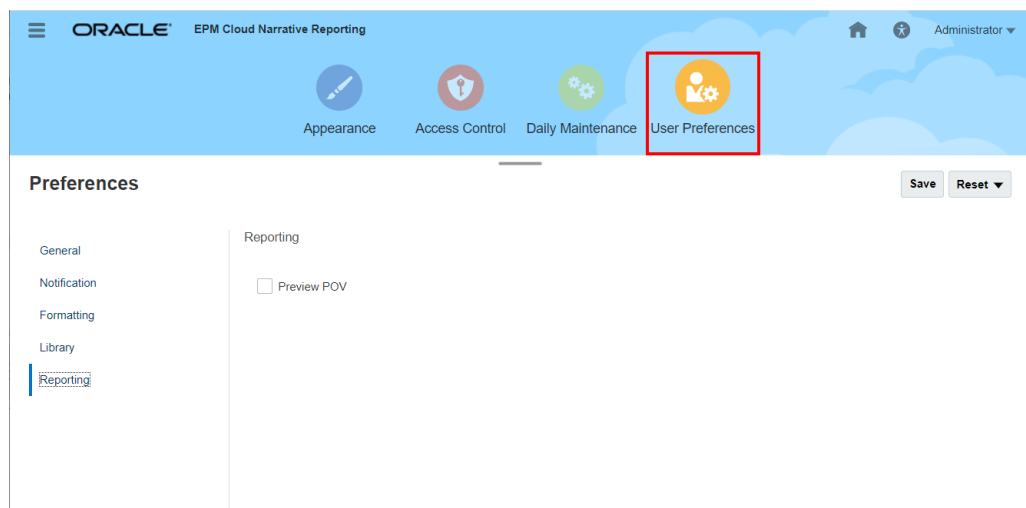 ORACLE EPM Cloud Narrative Reporting Administrator
Appearance Access Control Daily Maintenance User Preferences
Preferences Save Reset
General
Notification
Formatting
Library
Reporting
Reporting
Preview POV